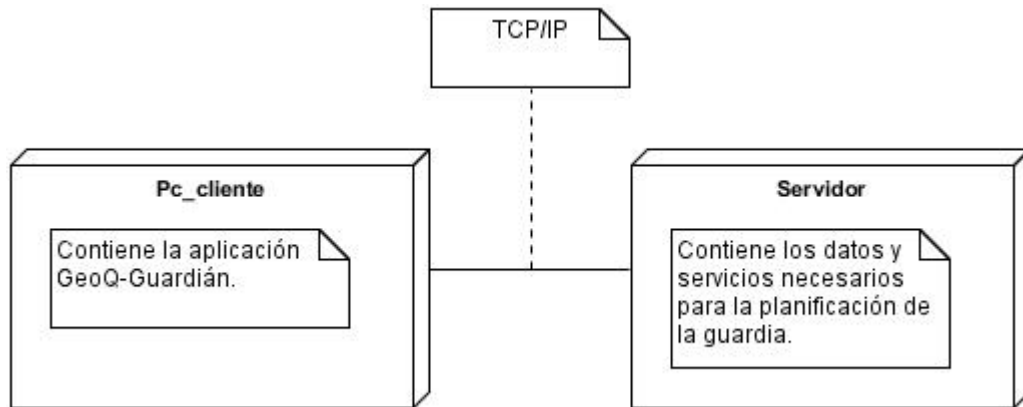 TCP/IP
Pc_cliente
Contiene la aplicación
GeoQ-Guardián.
Servidor
Contiene los datos y
servicios necesarios
para la planificación de
la guardia.